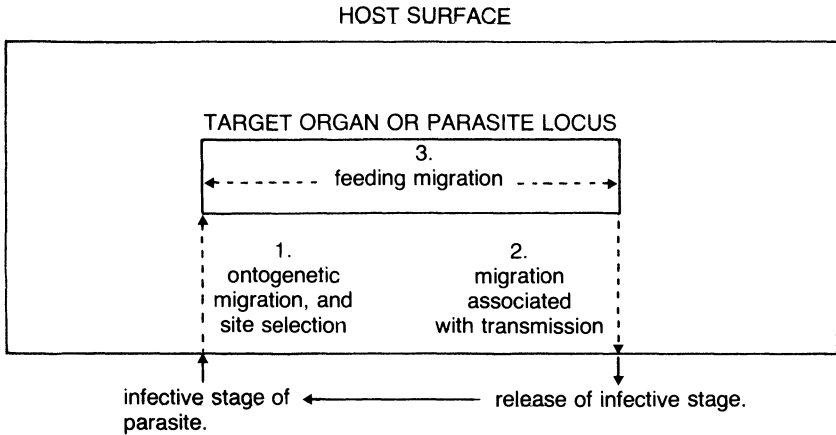 HOST SURFACE
TARGET ORGAN OR PARASITE LOCUS
3.
feeding migration
1.
ontogenetic
migration, and
site selection
2.
migration
associated
with transmission
infective stage of
parasite.
release of infective stage.